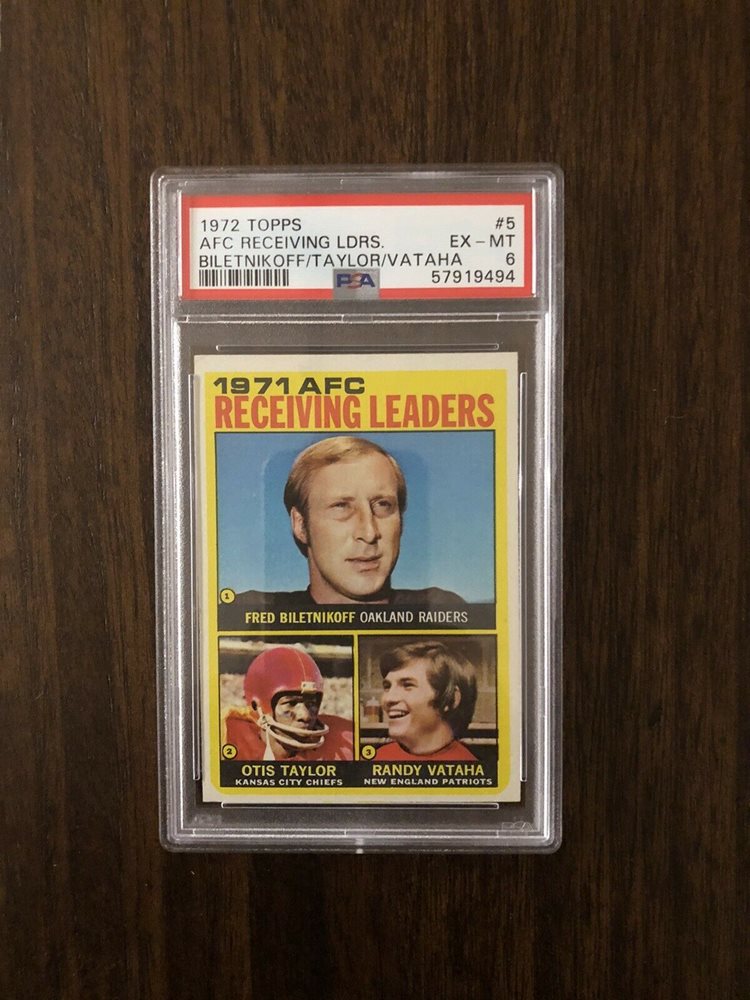 1972 TOPPS #5
AFC RECEIVING LDRS. EX - MT
BILETNIKOFF/TAYLOR/VATAHA 6
PSA 57919494
1971 AFC
RECEIVING LEADERS
1
FRED BILETNIKOFF OAKLAND RAIDERS
2
OTIS TAYLOR
KANSAS CITY CHIEFS
3
RANDY VATAHA
NEW ENGLAND PATRIOTS
PSA